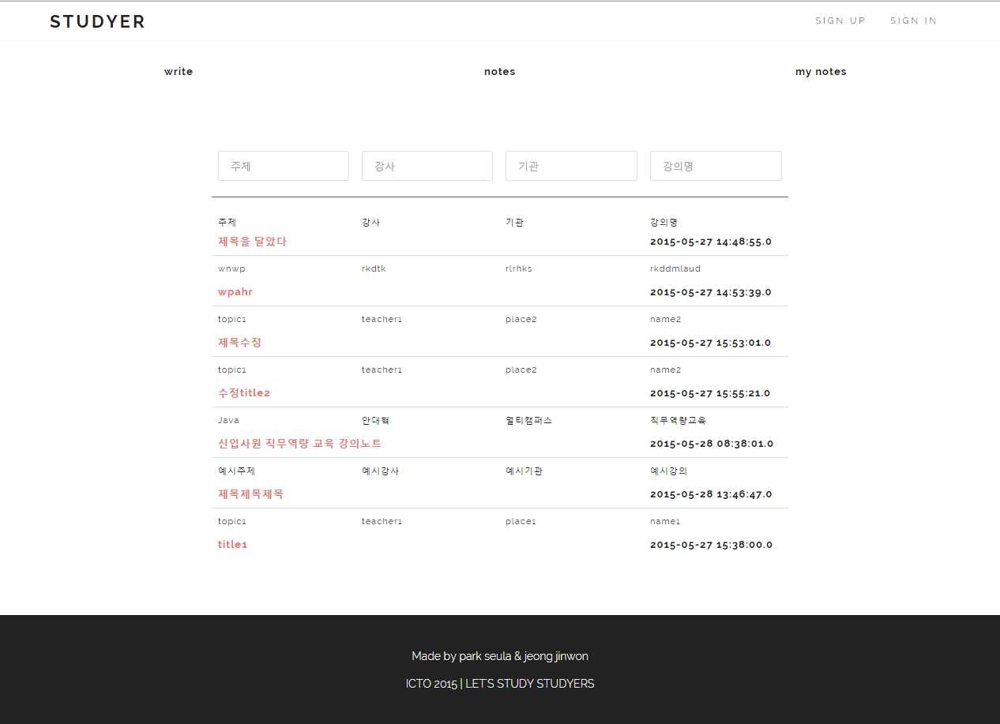 STUDYER SIGN UP SIGN IN
write notes my notes
주제 강사 기관 강의명
주제 강사 기관 강의명
제목을 달았다 2015-05-27 14:48:55.0
wnwp rkdtk rlrhks rkddmlaud
wpahr 2015-05-27 14:53:39.0
topic1 teacher1 place2 name2
제목수정 2015-05-27 15:53:01.0
topic1 teacher1 place2 name2
수정title2 2015-05-27 15:55:21.0
Java 안대혁 멀티캠퍼스 직무역량교육
신입사원 직무역량 교육 강의노트 2015-05-28 08:38:01.0
예시주제 예시강사 예시기관 예시강의
제목제목제목 2015-05-28 13:46:47.0
topic1 teacher1 place1 name1
title1 2015-05-27 15:38:00.0
Made by park seula & jeong jinwon
ICTO 2015 | LET'S STUDY STUDYERS